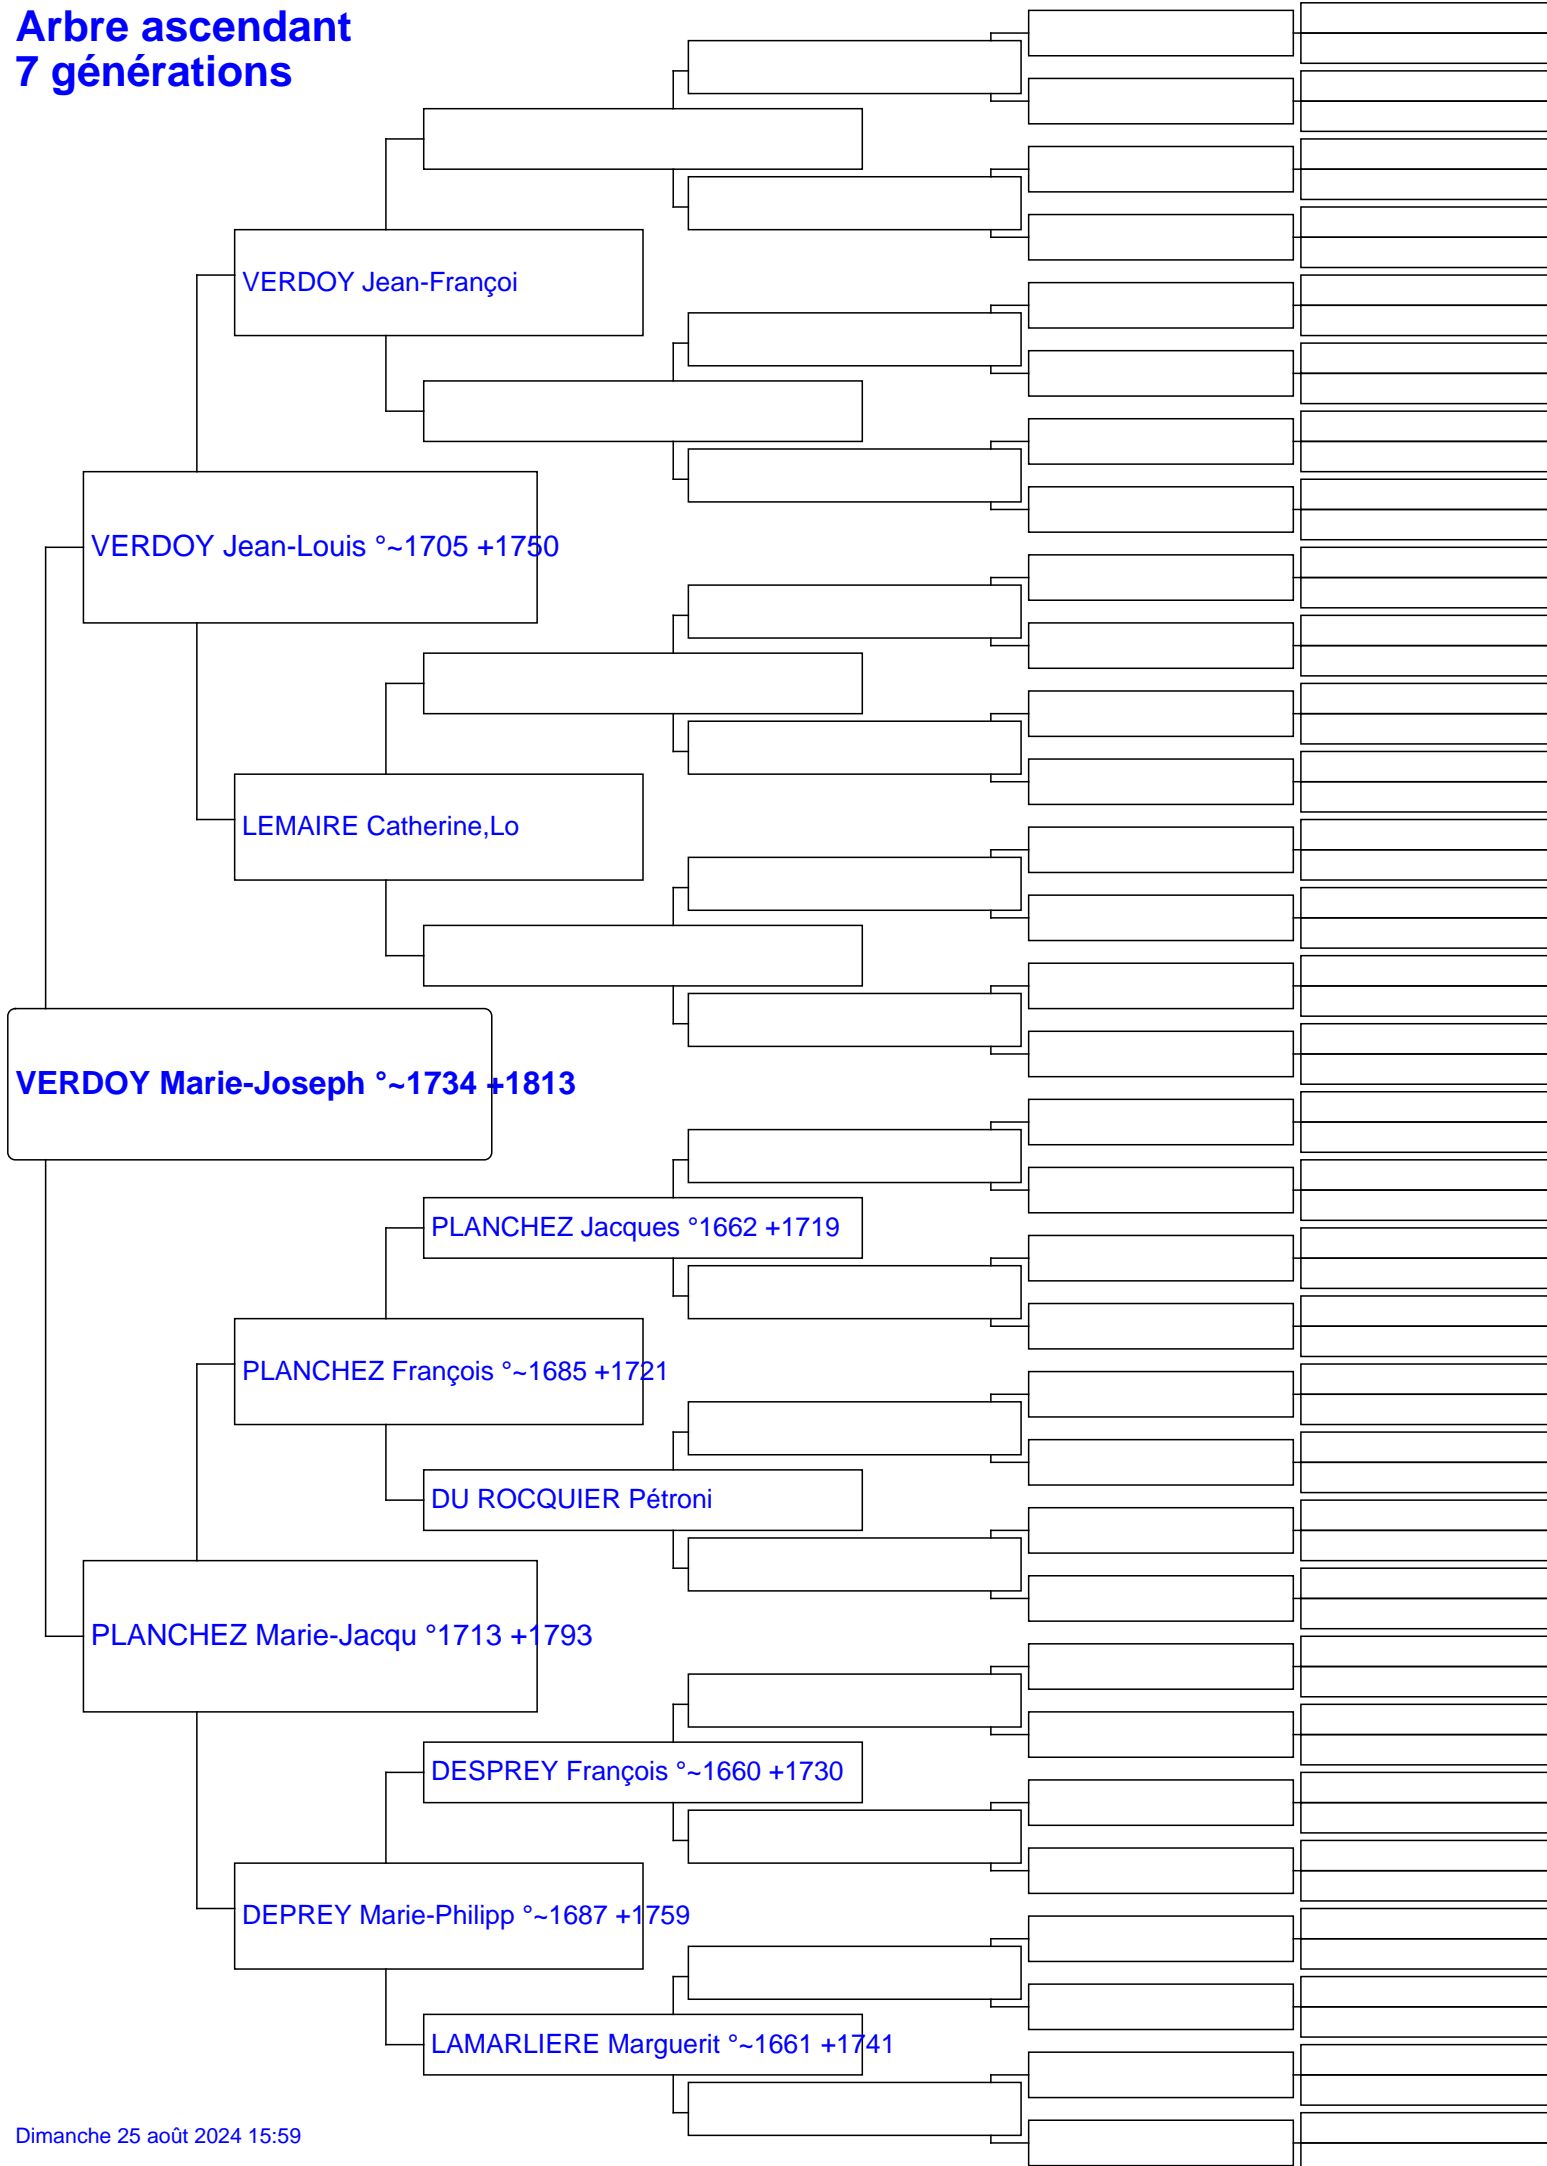 Arbre ascendant
7 générations
VERDOY Jean-Françoi
VERDOY Jean-Louis °~1705 +1750
LEMAIRE Catherine,Lo
VERDOY Marie-Joseph °~1734 +1813
PLANCHEZ Jacques °1662 +1719
PLANCHEZ François °~1685 +1721
DU ROCQUIER Pétroni
PLANCHEZ Marie-Jacqu °1713 +1793
DESPREY François °~1660 +1730
DEPREY Marie-Philipp °~1687 +1759
LAMARLIERE Marguerit °~1661 +1741
Dimanche 25 août 2024 15:59